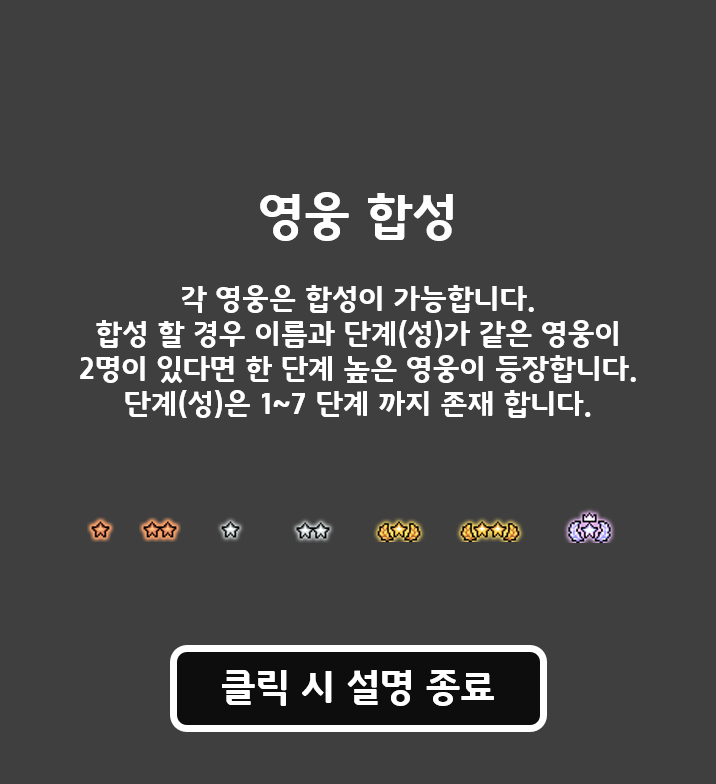 영웅 합성
각 영웅은 합성이 가능합니다.
합성 할 경우 이름과 단계(성)가 같은 영웅이
2명이 있다면 한 단계 높은 영웅이 등장합니다.
단계(성)은 1~7 단계 까지 존재 합니다.
클릭 시 설명 종료